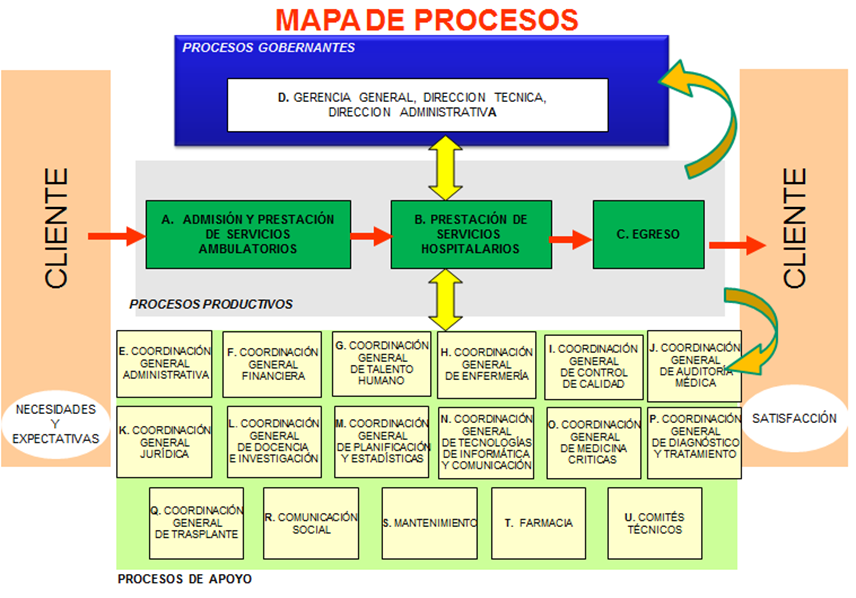 MAPA DE PROCESOS
PROCESOS GOBERNANTES
D. GERENCIA GENERAL, DIRECCION TECNICA,
DIRECCION ADMINISTRATIVA
CLIENTE
NECESIDADES
Y
EXPECTATIVAS
A. ADMISIÓN Y PRESTACIÓN
DE SERVICIOS
AMBULATORIOS
B. PRESTACIÓN DE
SERVICIOS
HOSPITALARIOS
C. EGRESO
PROCESOS PRODUCTIVOS
CLIENTE
SATISFACCIÓN
E. COORDINACIÓN
GENERAL
ADMINISTRATIVA
F. COORDINACIÓN
GENERAL
FINANCIERA
G. COORDINACIÓN
GENERAL
DE TALENTO
HUMANO
H. COORDINACIÓN
GENERAL
DE ENFERMERÍA
I. COORDINACIÓN
GENERAL
DE CONTROL
DE CALIDAD
J. COORDINACIÓN
GENERAL
DE AUDITORÍA
MÉDICA
K. COORDINACIÓN
GENERAL
JURÍDICA
L. COORDINACIÓN
GENERAL
DE DOCENCIA
E INVESTIGACIÓN
M. COORDINACIÓN
GENERAL
DE PLANIFICACIÓN
Y ESTADÍSTICAS
N. COORDINACIÓN
GENERAL
DE TECNOLOGÍAS
DE INFORMÁTICA
Y COMUNICACIÓN
O. COORDINACIÓN
GENERAL
DE MEDICINA
CRITICAS
P. COORDINACIÓN
GENERAL
DE DIAGNÓSTICO
Y TRATAMIENTO
Q. COORDINACIÓN
GENERAL
DE TRASPLANTE
R. COMUNICACIÓN
SOCIAL
S. MANTENIMIENTO
T. FARMACIA
U. COMITÉS
TÉCNICOS
PROCESOS DE APOYO